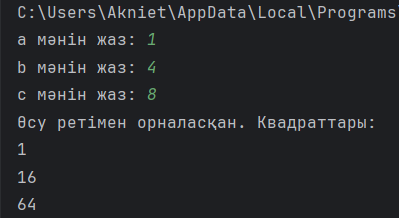 C:\Users\Akniet\AppData\Local\Programs
a мәнін жаз: 1
b мәнін жаз: 4
c мәнін жаз: 8
Өсу ретімен орналасқан. Квадраттары:
1
16
64